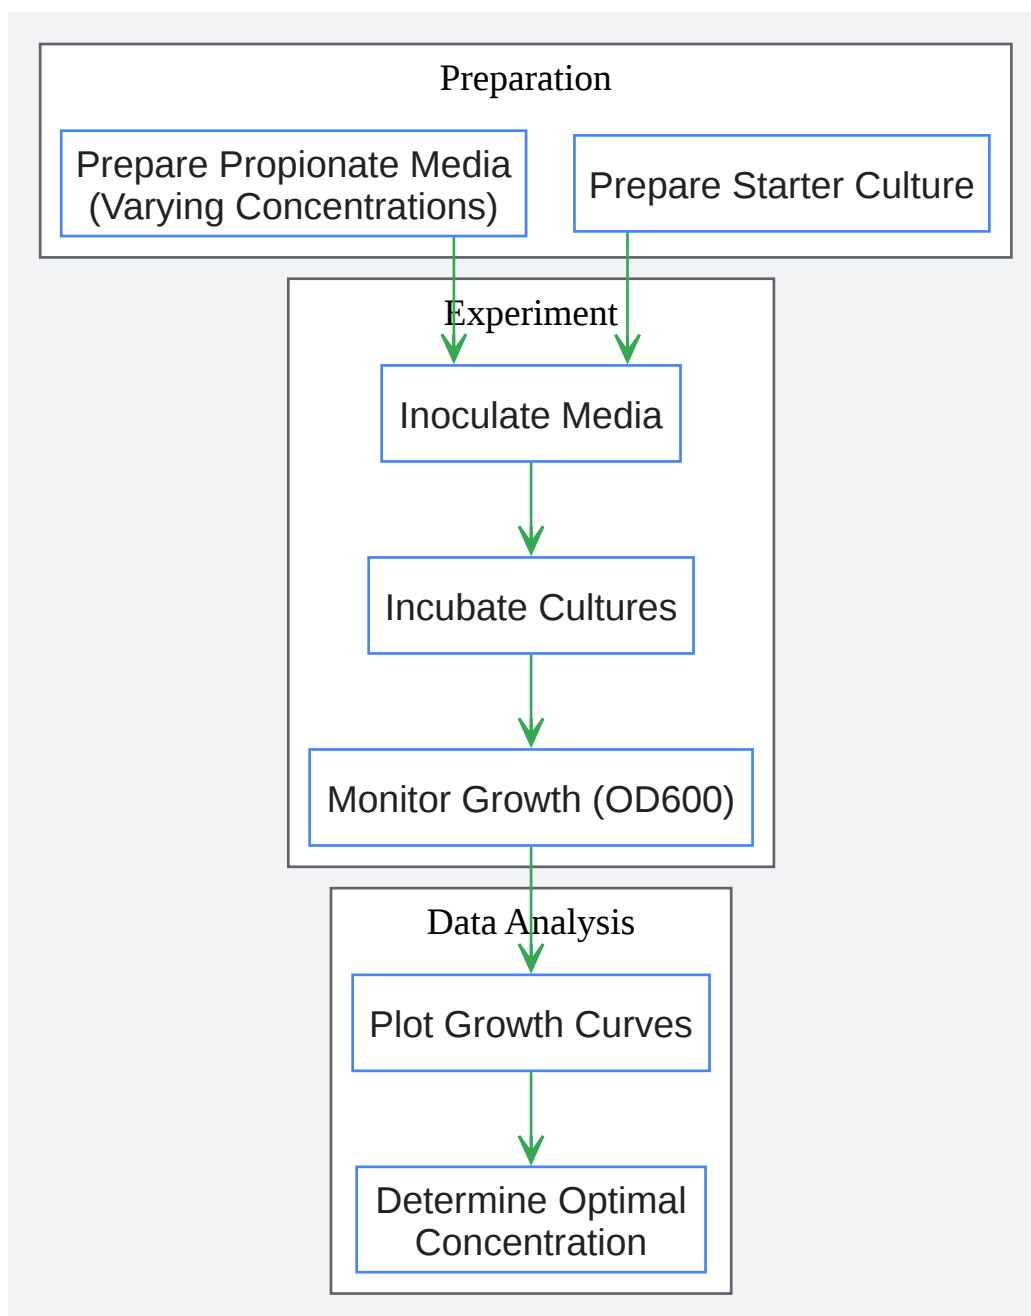 Preparation
Prepare Propionate Media
(Varying Concentrations)
Prepare Starter Culture
Experiment
Inoculate Media
Incubate Cultures
Monitor Growth (OD600)
Data Analysis
Plot Growth Curves
Determine Optimal
Concentration